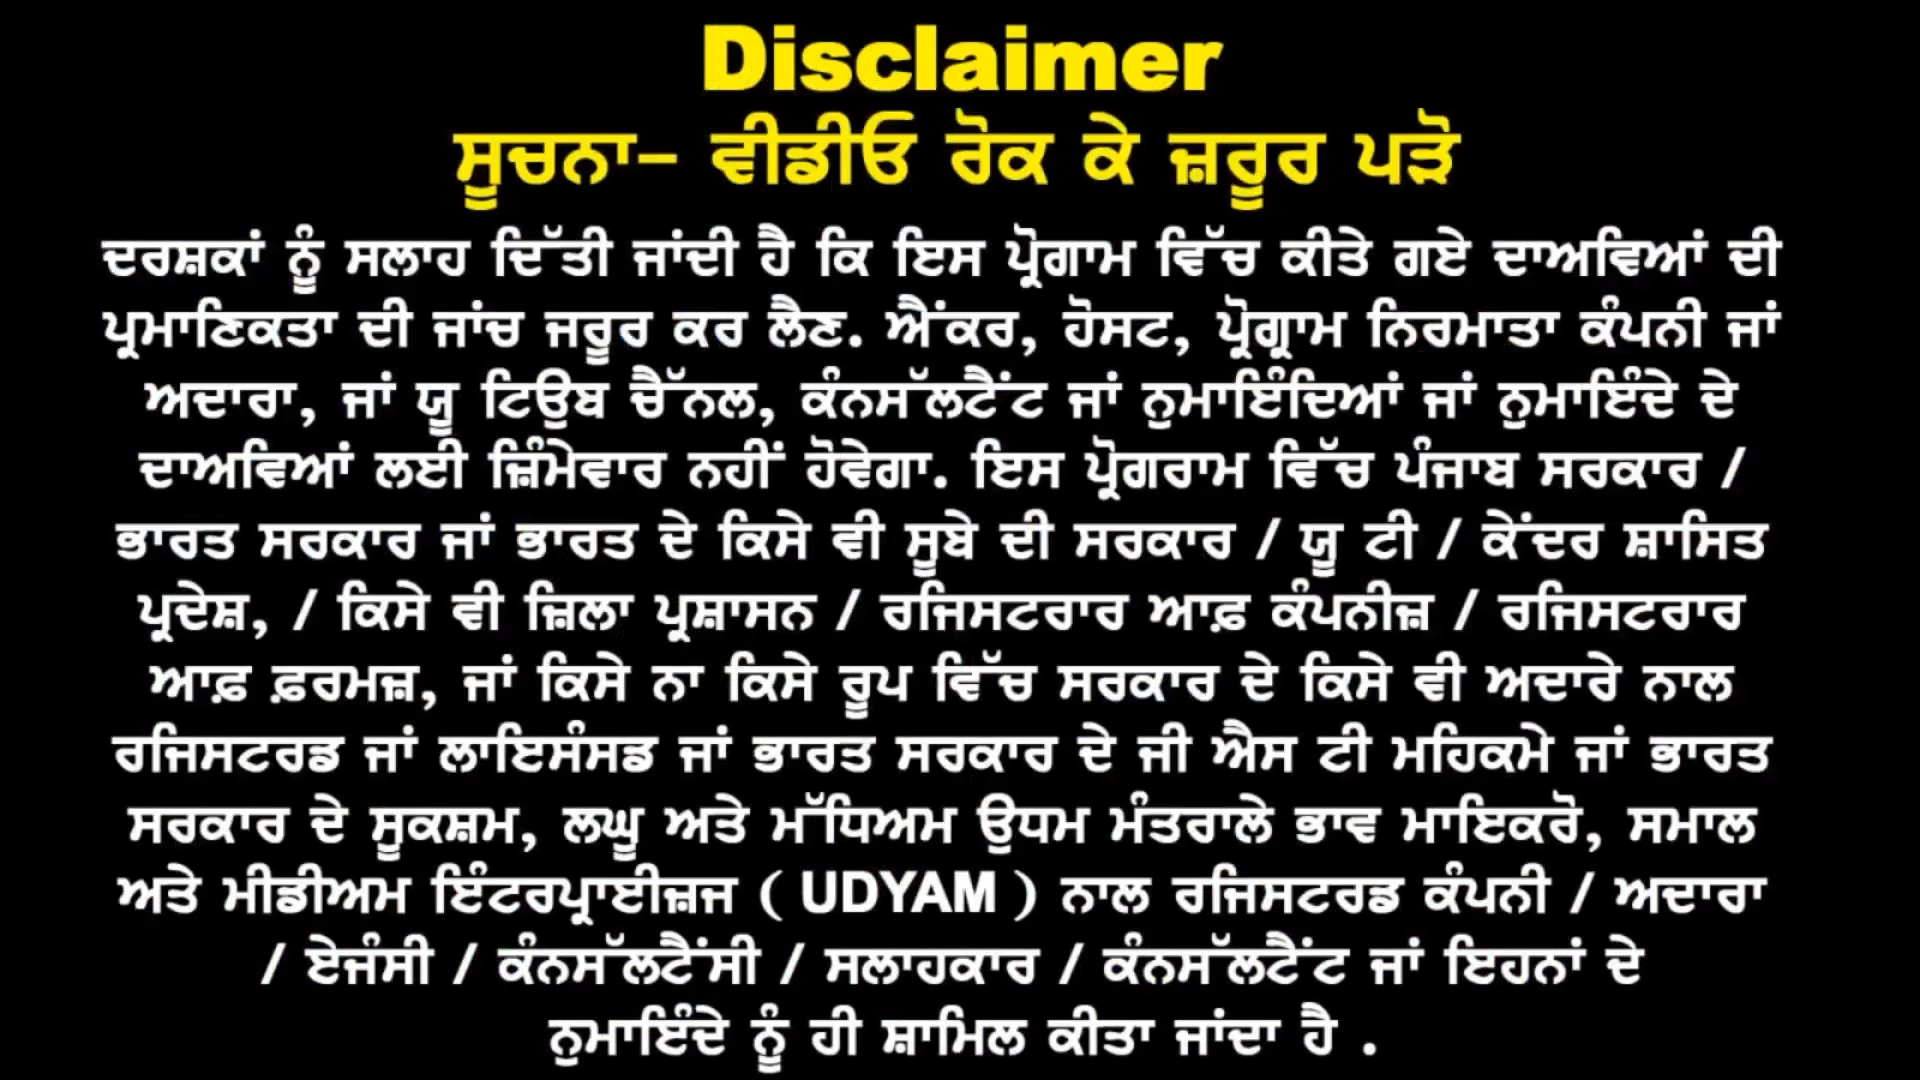 Disclaimer
ਸੂਚਨਾ- ਵੀਡੀਓ ਰੋਕ ਕੇ ਜ਼ਰੂਰ ਪੜੋ
ਦਰਸ਼ਕਾਂ ਨੂੰ ਸਲਾਹ ਦਿੱਤੀ ਜਾਂਦੀ ਹੈ ਕਿ ਇਸ ਪ੍ਰੋਗਾਮ ਵਿੱਚ ਕੀਤੇ ਗਏ ਦਾਅਵਿਆਂ ਦੀ
ਪ੍ਰਮਾਣਿਕਤਾ ਦੀ ਜਾਂਚ ਜਰੂਰ ਕਰ ਲੈਣ. ਐਂਕਰ, ਹੋਸਟ, ਪ੍ਰੋਗ੍ਰਾਮ ਨਿਰਮਾਤਾ ਕੰਪਨੀ ਜਾਂ
ਅਦਾਰਾ, ਜਾਂ ਯੂ ਟਿਉਬ ਚੈੱਨਲ, ਕੰਨਸੱਲਟੈਂਟ ਜਾਂ ਨੁਮਾਇੰਦਿਆਂ ਜਾਂ ਨੁਮਾਇੰਦੇ ਦੇ
ਦਾਅਵਿਆਂ ਲਈ ਜ਼ਿੰਮੇਵਾਰ ਨਹੀਂ ਹੋਵੇਗਾ. ਇਸ ਪ੍ਰੋਗਰਾਮ ਵਿੱਚ ਪੰਜਾਬ ਸਰਕਾਰ /
ਭਾਰਤ ਸਰਕਾਰ ਜਾਂ ਭਾਰਤ ਦੇ ਕਿਸੇ ਵੀ ਸੂਬੇ ਦੀ ਸਰਕਾਰ / ਯੂ ਟੀ / ਕੇਂਦਰ ਸ਼ਾਸਿਤ
ਪ੍ਰਦੇਸ਼, / ਕਿਸੇ ਵੀ ਜ਼ਿਲਾ ਪ੍ਰਸ਼ਾਸਨ / ਰਜਿਸਟਰਾਰ ਆਫ਼ ਕੰਪਨੀਜ਼ / ਰਜਿਸਟਰਾਰ
ਆਫ਼ ਫ਼ਰਮਜ਼, ਜਾਂ ਕਿਸੇ ਨਾ ਕਿਸੇ ਰੂਪ ਵਿੱਚ ਸਰਕਾਰ ਦੇ ਕਿਸੇ ਵੀ ਅਦਾਰੇ ਨਾਲ
ਰਜਿਸਟਰਡ ਜਾਂ ਲਾਇਸੰਸਡ ਜਾਂ ਭਾਰਤ ਸਰਕਾਰ ਦੇ ਜੀ ਐਸ ਟੀ ਮਹਿਕਮੇ ਜਾਂ ਭਾਰਤ
ਸਰਕਾਰ ਦੇ ਸੂਕਸ਼ਮ, ਲਘੂ ਅਤੇ ਮੱਧਿਅਮ ਉਧਮ ਮੰਤਰਾਲੇ ਭਾਵ ਮਾਇਕਰੋ, ਸਮਾਲ
ਅਤੇ ਮੀਡੀਅਮ ਇੰਟਰਪ੍ਰਾਈਜ਼ਜ ( UDYAM ) ਨਾਲ ਰਜਿਸਟਰਡ ਕੰਪਨੀ / ਅਦਾਰਾ
/ ਏਜੰਸੀ / ਕੰਨਸੱਲਟੈਂਸੀ / ਸਲਾਹਕਾਰ / ਕੰਨਸੱਲਟੈਂਟ ਜਾਂ ਇਹਨਾਂ ਦੇ
ਨੁਮਾਇੰਦੇ ਨੂੰ ਹੀ ਸ਼ਾਮਿਲ ਕੀਤਾ ਜਾਂਦਾ ਹੈ .